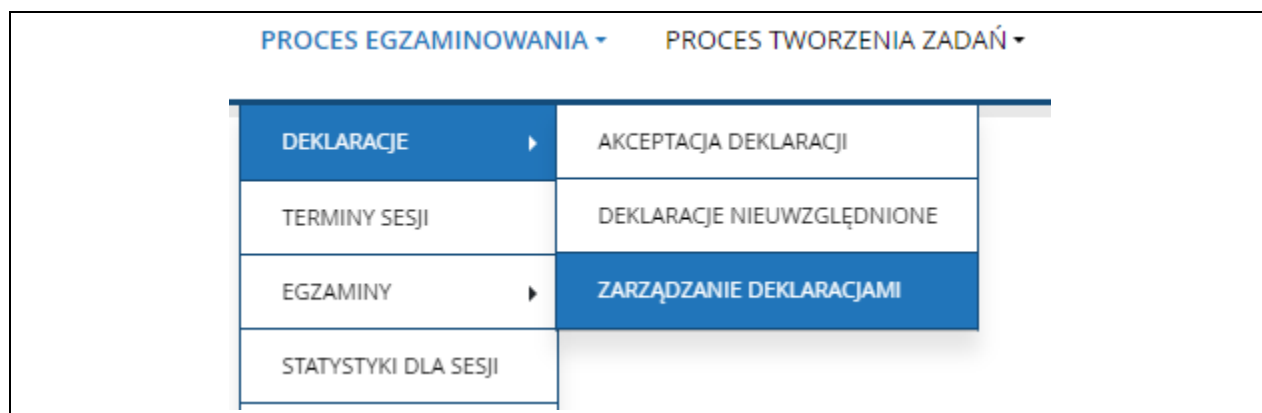 PROCES EGZAMINOWANIA PROCES TWORZENIA ZADAŃ
DEKLARACJE
AKCEPTACJA DEKLARACJI
TERMINY SESJI
DEKLARACJE NIEUWZGLĘDNIONE
EGZAMINY
ZARZĄDZANIE DEKLARACJAMI
STATYSTYKI DLA SESJI